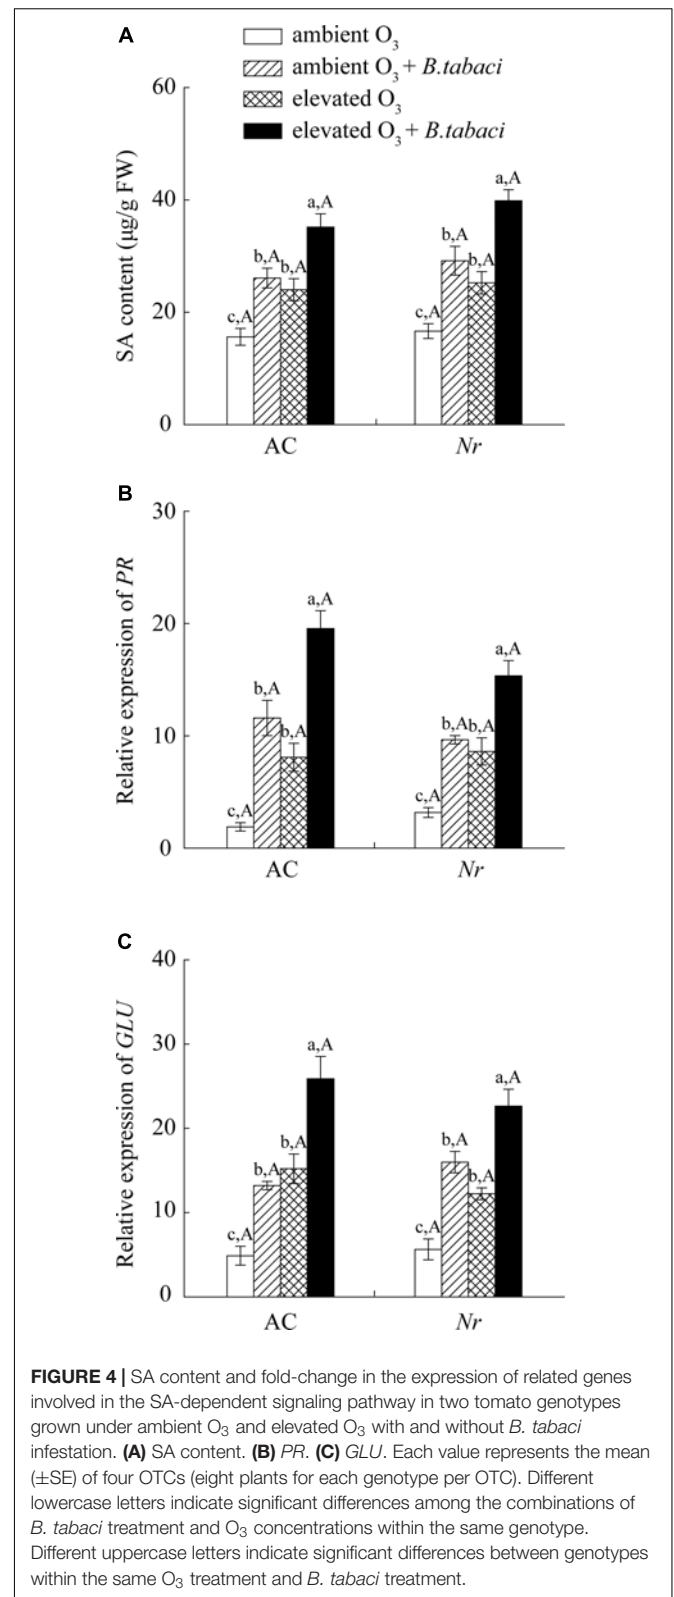 A
ambient O3
ambient O3 + B.tabaci
elevated O3
elevated O3 + B.tabaci
SA content (µg/g FW)
60
40
20
0
c,A
b,A
b,A
a,A
c,A
b,A
b,A
a,A
AC
Nr
B
Relative expression of PR
30
20
10
0
c,A
b,A
b,A
a,A
c,A
b,A
b,A
a,A
AC
Nr
C
Relative expression of GLU
40
30
20
10
0
c,A
b,A
b,A
a,A
c,A
b,A
b,A
a,A
AC
Nr
FIGURE 4 | SA content and fold-change in the expression of related genes
involved in the SA-dependent signaling pathway in two tomato genotypes
grown under ambient O3 and elevated O3 with and without B. tabaci
infestation. (A) SA content. (B) PR. (C) GLU. Each value represents the mean
(±SE) of four OTCs (eight plants for each genotype per OTC). Different
lowercase letters indicate significant differences among the combinations of
B. tabaci treatment and O3 concentrations within the same genotype.
Different uppercase letters indicate significant differences between genotypes
within the same O3 treatment and B. tabaci treatment.